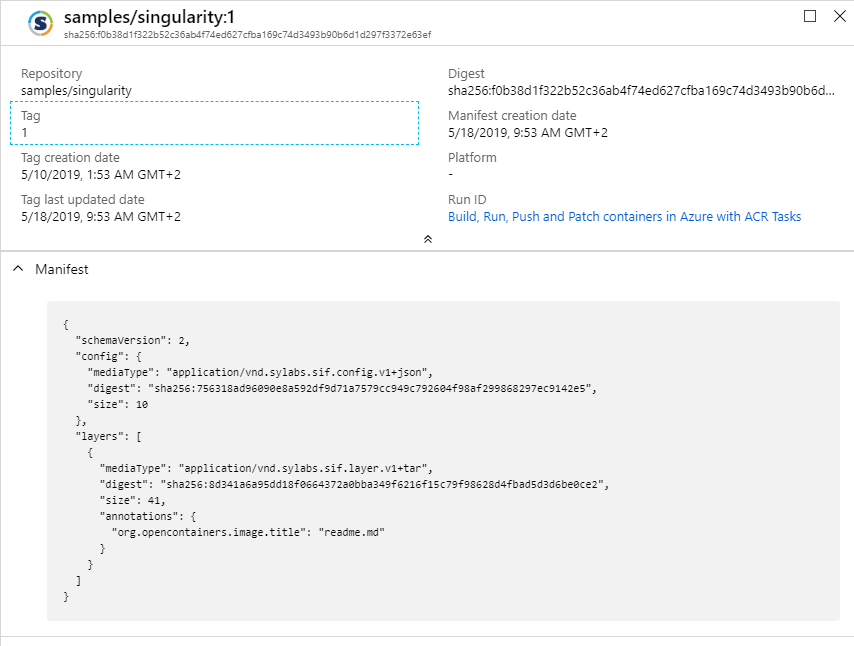 samples/singularity:1
sha256:f0b38d1f322b52c36ab4f74ed627cfba169c74d3493b90b6d1d297f3372e63ef
Repository
samples/singularity
Tag
1
Tag creation date
5/10/2019, 1:53 AM GMT+2
Tag last updated date
5/18/2019, 9:53 AM GMT+2
Digest
sha256:f0b38d1f322b52c36ab4f74ed627cfba169c74d3493b90b6d...
Manifest creation date
5/18/2019, 9:53 AM GMT+2
Platform
-
Run ID
Build, Run, Push and Patch containers in Azure with ACR Tasks
Manifest
{
"schemaVersion": 2,
"config": {
"mediaType": "application/vnd.sylabs.sif.config.v1+json",
"digest": "sha256:756318ad96090e8a592df9d71a7579cc949c792604f98af299868297ec9142e5",
"size": 10
},
"layers": [
{
"mediaType": "application/vnd.sylabs.sif.layer.v1+tar",
"digest": "sha256:8d341a6a95dd18f0664372a0bba349f6216f15c79f98628d4fbad5d3d6be0ce2",
"size": 41,
"annotations": {
"org.opencontainers.image.title": "readme.md"
}
}
]
}